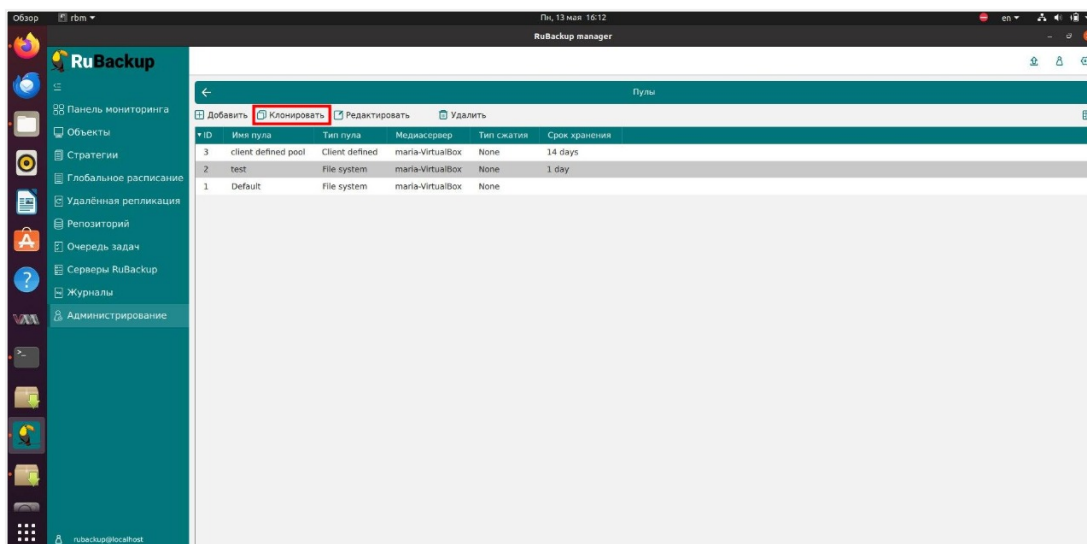 Обзор rbm Пн, 13 мая 16:12 en
RuBackup manager
RuBackup
Пулы
Добавить Клонировать Редактировать Удалить
ID Имя пула Тип пула Медиасервер Тип сжатия Срок хранения
3 client defined pool Client defined maria-VirtualBox None 14 days
2 test File system maria-VirtualBox None 1 day
1 Default File system maria-VirtualBox None
Панель мониторинга
Объекты
Стратегии
Глобальное расписание
Удалённая репликация
Репозиторий
Очередь задач
Серверы RuBackup
Журналы
Администрирование
rubackup@localhost